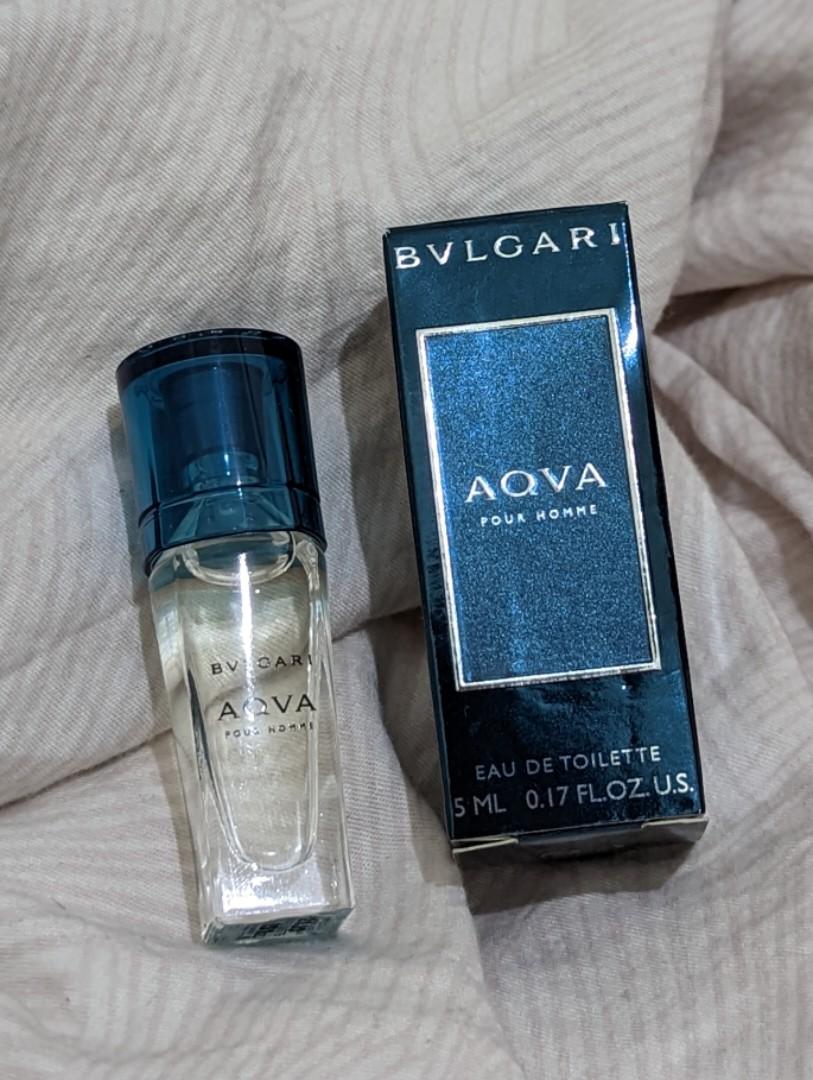 BVLGARI
AQVA
POUR HOMME
EAU DE TOILETTE
5 ML 0.17 FL.OZ. U.S.
BVLGARI
AQVA
POUR HOMME